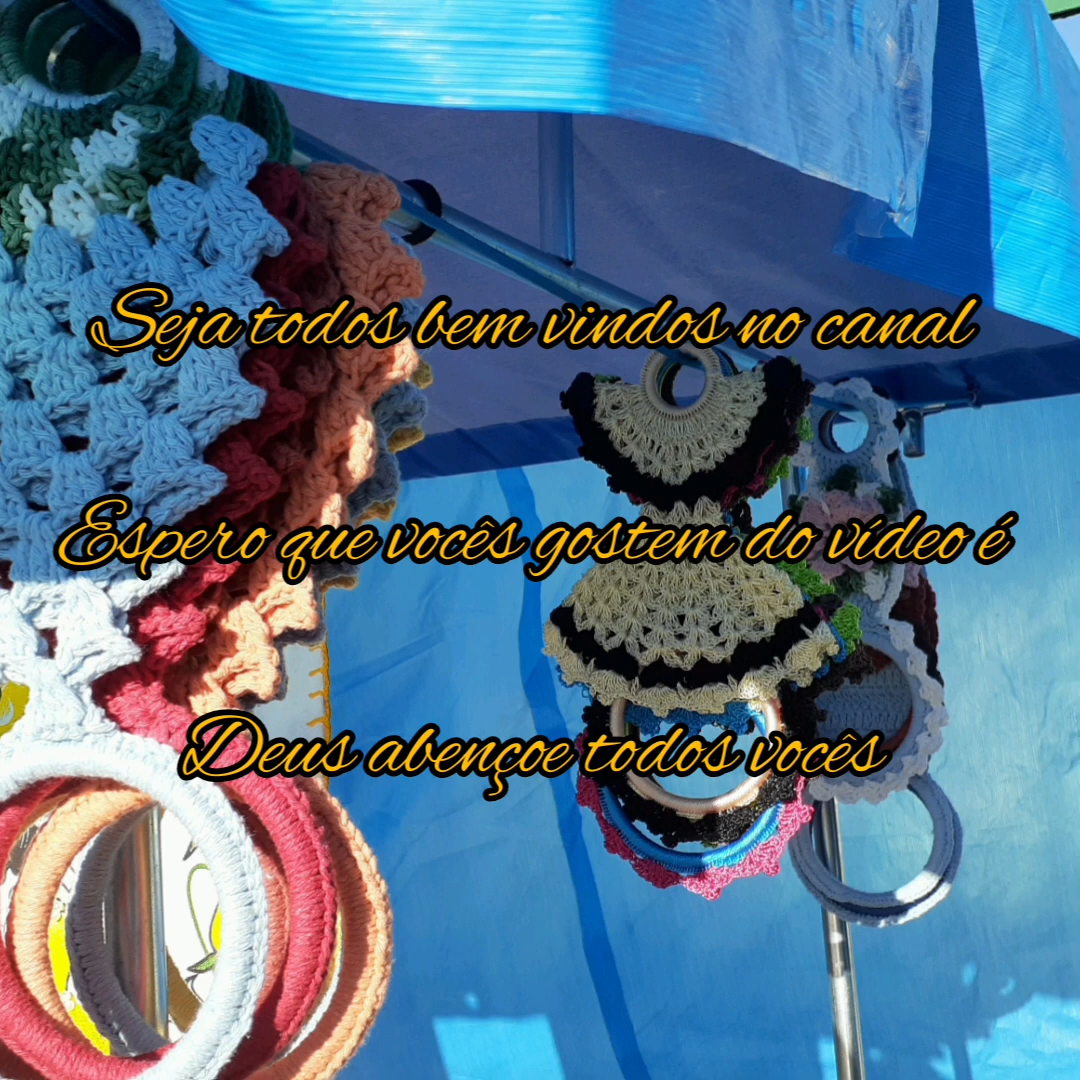 Seja todos bem vindos no canal
Espero que vocês gostem do vídeo é
Deus abençoe todos vocês